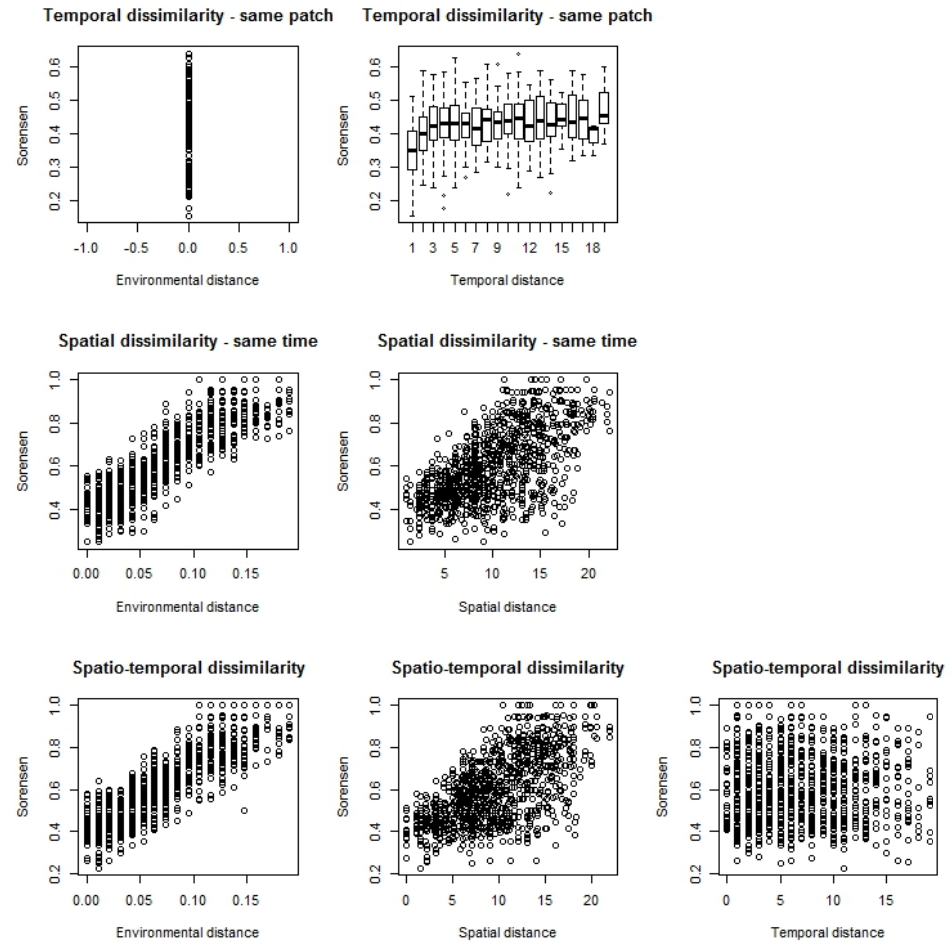 Temporal dissimilarity - same patch
Temporal dissimilarity - same patch
Sorensen
0.2 0.3 0.4 0.5 0.6
-1.0 -0.5 0.0 0.5 1.0
Environmental distance
Sorensen
0.2 0.3 0.4 0.5 0.6
1 3 5 7 9 12 15 18
Temporal distance
Spatial dissimilarity - same time
Spatial dissimilarity - same time
Sorensen
0.4 0.6 0.8 1.0
0.00 0.05 0.10 0.15
Environmental distance
Sorensen
0.4 0.6 0.8 1.0
5 10 15 20
Spatial distance
Spatio-temporal dissimilarity
Spatio-temporal dissimilarity
Spatio-temporal dissimilarity
Sorensen
0.2 0.4 0.6 0.8 1.0
0.00 0.05 0.10 0.15
Environmental distance
Sorensen
0.2 0.4 0.6 0.8 1.0
0 5 10 15 20
Spatial distance
Sorensen
0.2 0.4 0.6 0.8 1.0
0 5 10 15
Temporal distance